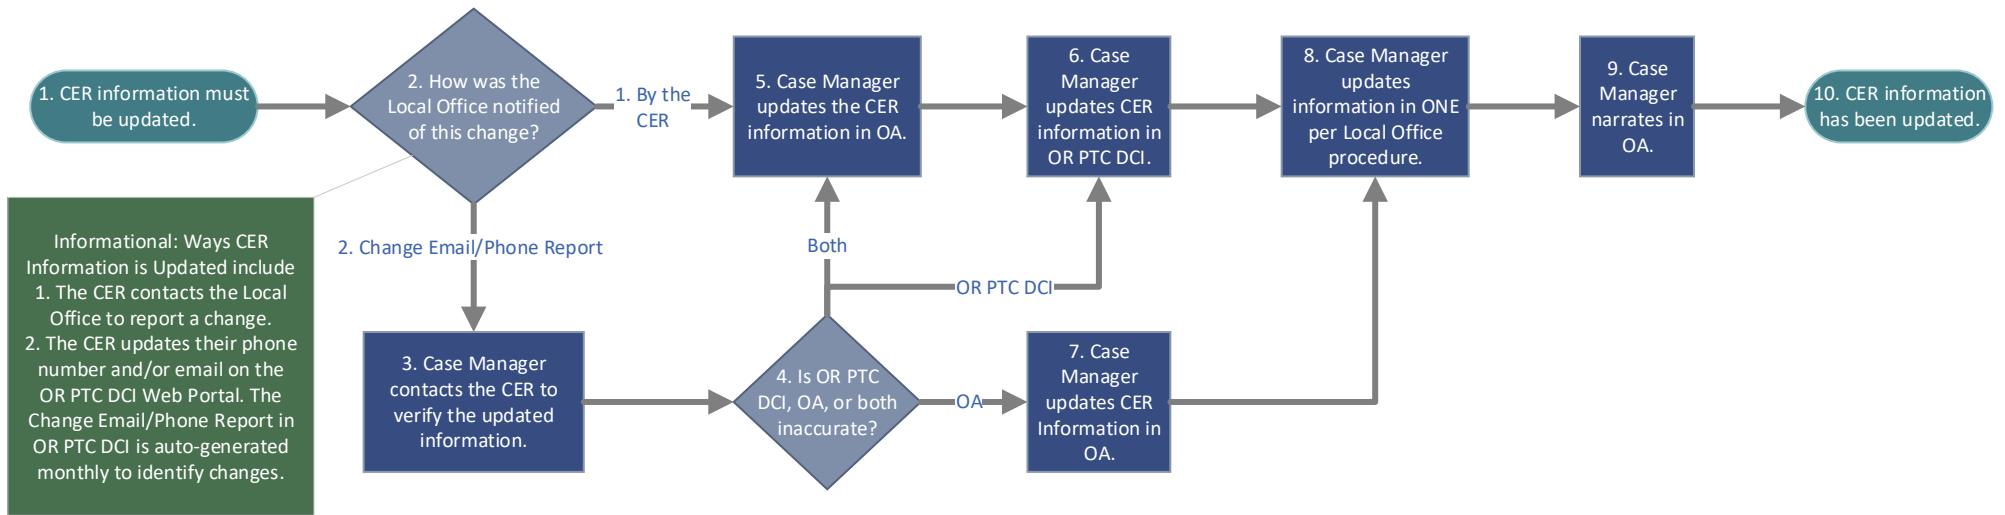 1. CER information must
be updated.
2. How was the
Local Office notified
of this change?
1. By the
CER
5. Case Manager
updates the CER
information in OA.
6. Case
Manager
updates CER
information in
OR PTC DCI.
8. Case Manager
updates
information in ONE
per Local Office
procedure.
9. Case
Manager
narrates in
OA.
10. CER information
has been updated.
Informational: Ways CER
Information is Updated include
1. The CER contacts the Local
Office to report a change.
2. The CER updates their phone
number and/or email on the
OR PTC DCI Web Portal. The
Change Email/Phone Report in
OR PTC DCI is auto-generated
monthly to identify changes.
2. Change Email/Phone Report
3. Case Manager
contacts the CER to
verify the updated
information.
4. Is OR PTC
DCI, OA, or both
inaccurate?
Both
OR PTC DCI
OA
7. Case
Manager
updates CER
Information in
OA.